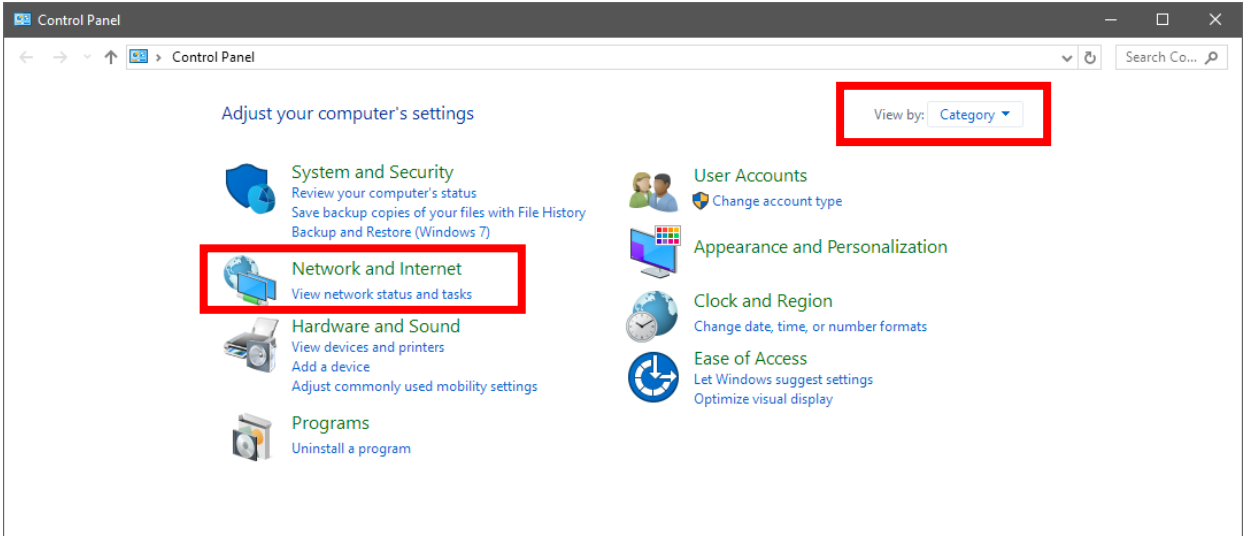 Control Panel
Control Panel
Search Co...
Adjust your computer's settings
View by: Category
System and Security
Review your computer's status
Save backup copies of your files with File History
Backup and Restore (Windows 7)
Network and Internet
View network status and tasks
Hardware and Sound
View devices and printers
Add a device
Adjust commonly used mobility settings
Programs
Uninstall a program
User Accounts
Change account type
Appearance and Personalization
Clock and Region
Change date, time, or number formats
Ease of Access
Let Windows suggest settings
Optimize visual display